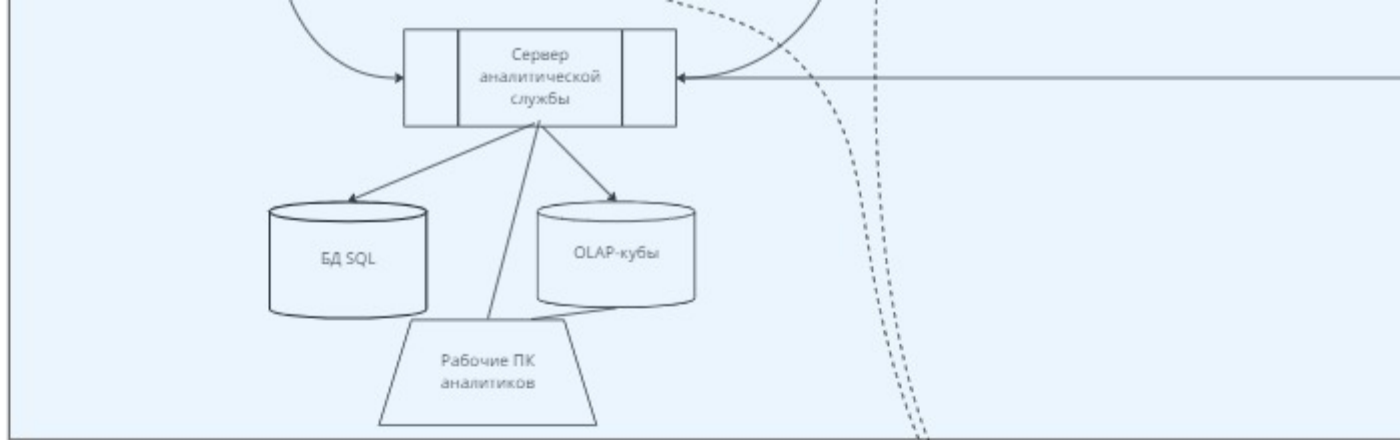 Сервер
аналитической
службы
БД SQL
OLAP-кубы
Рабочие ПК
аналитиков